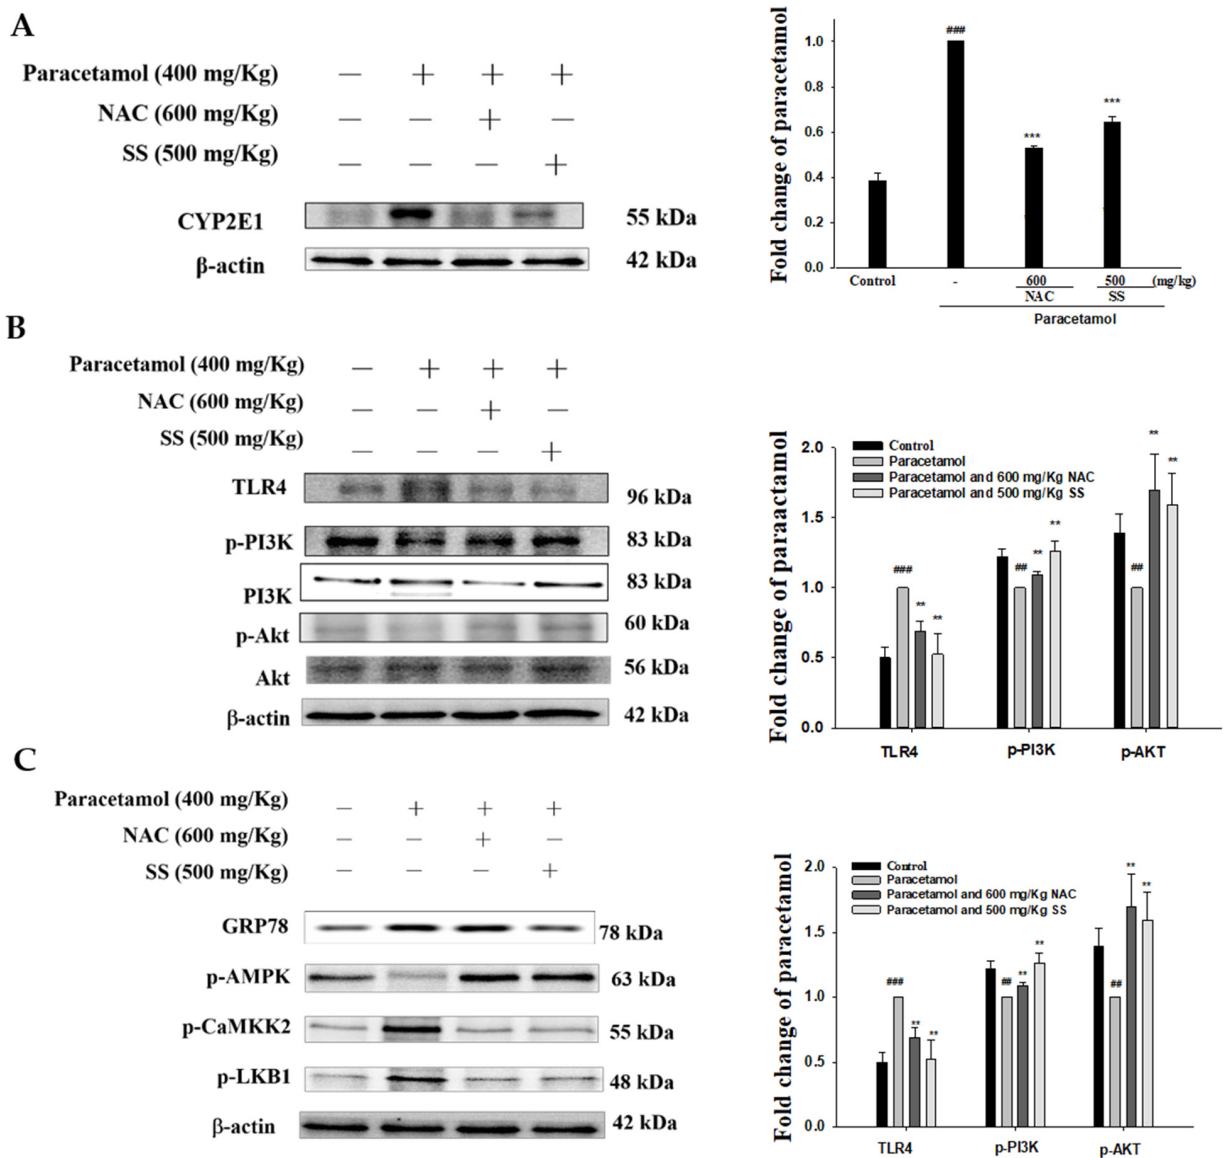 A
Paracetamol (400 mg/Kg) — + + +
NAC (600 mg/Kg) — — + —
SS (500 mg/Kg) — — — +
CYP2E1 55 kDa
β-actin 42 kDa
Fold change of paracetamol
1.0
0.8
0.6
0.4
0.2
0.0
###
***
***
Control - 600 500 (mg/kg)
NAC SS
Paracetamol
B
Paracetamol (400 mg/Kg) — + + +
NAC (600 mg/Kg) — — + —
SS (500 mg/Kg) — — — +
TLR4 96 kDa
p-PI3K 83 kDa
PI3K 83 kDa
p-Akt 60 kDa
Akt 56 kDa
β-actin 42 kDa
Fold change of paraactamol
2.0
1.5
1.0
0.5
0.0
Control
Paracetamol
Paracetamol and 600 mg/Kg NAC
Paracetamol and 500 mg/Kg SS
### ** **
## ** **
## ** **
TLR4 p-PI3K p-AKT
C
Paracetamol (400 mg/Kg) — + + +
NAC (600 mg/Kg) — — + —
SS (500 mg/Kg) — — — +
GRP78 78 kDa
p-AMPK 63 kDa
p-CaMKK2 55 kDa
p-LKB1 48 kDa
β-actin 42 kDa
Fold change of paracetamol
2.0
1.5
1.0
0.5
0.0
Control
Paracetamol
Paracetamol and 600 mg/Kg NAC
Paracetamol and 500 mg/Kg SS
### ** **
## ** **
## ** **
TLR4 p-PI3K p-AKT